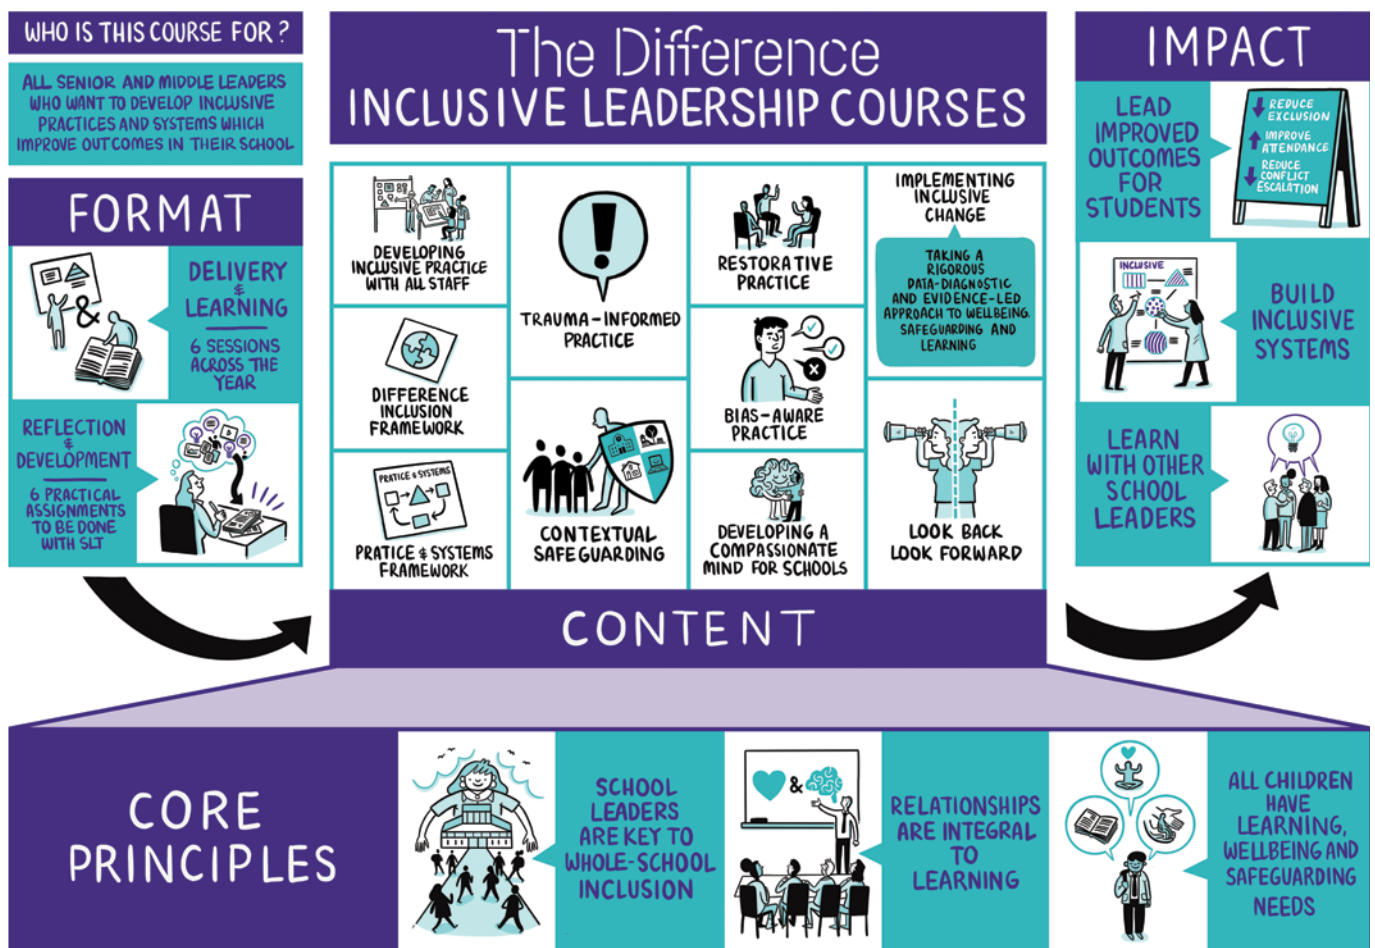 WHO IS THIS COURSE FOR?
ALL SENIOR AND MIDDLE LEADERS
WHO WANT TO DEVELOP INCLUSIVE
PRACTICES AND SYSTEMS WHICH
IMPROVE OUTCOMES IN THEIR SCHOOL
FORMAT
DELIVERY
&
LEARNING
6 SESSIONS
ACROSS THE
YEAR
&
REFLECTION
&
DEVELOPMENT
6 PRACTICAL
ASSIGNMENTS
TO BE DONE
WITH SLT
The Difference
INCLUSIVE LEADERSHIP COURSES
DEVELOPING
INCLUSIVE PRACTICE
WITH ALL STAFF
!
TRAUMA-INFORMED
PRACTICE
RESTORATIVE
PRACTICE
IMPLEMENTING
INCLUSIVE
CHANGE
TAKING A
RIGOROUS
DATA-DIAGNOSTIC
AND EVIDENCE-LED
APPROACH TO WELLBEING.
SAFEGUARDING AND
LEARNING
DIFFERENCE
INCLUSION
FRAMEWORK
BIAS-AWARE
PRACTICE
PRATICE & SYSTEMS
PRATICE & SYSTEMS
FRAMEWORK
CONTEXTUAL
SAFEGUARDING
DEVELOPING A
COMPASSIONATE
MIND FOR SCHOOLS
LOOK BACK
LOOK FORWARD
CONTENT
IMPACT
LEAD
IMPROVED
OUTCOMES
FOR
STUDENTS
REDUCE
EXCLUSION
IMPROVE
ATTENDANCE
REDUCE
CONFLICT
ESCALATION
INCLUSIVE
BUILD
INCLUSIVE
SYSTEMS
LEARN
WITH OTHER
SCHOOL
LEADERS
CORE
PRINCIPLES
SCHOOL
LEADERS
ARE KEY TO
WHOLE-SCHOOL
INCLUSION
&
RELATIONSHIPS
ARE INTEGRAL
TO
LEARNING
ALL CHILDREN
HAVE
LEARNING,
WELLBEING AND
SAFEGUARDING
NEEDS